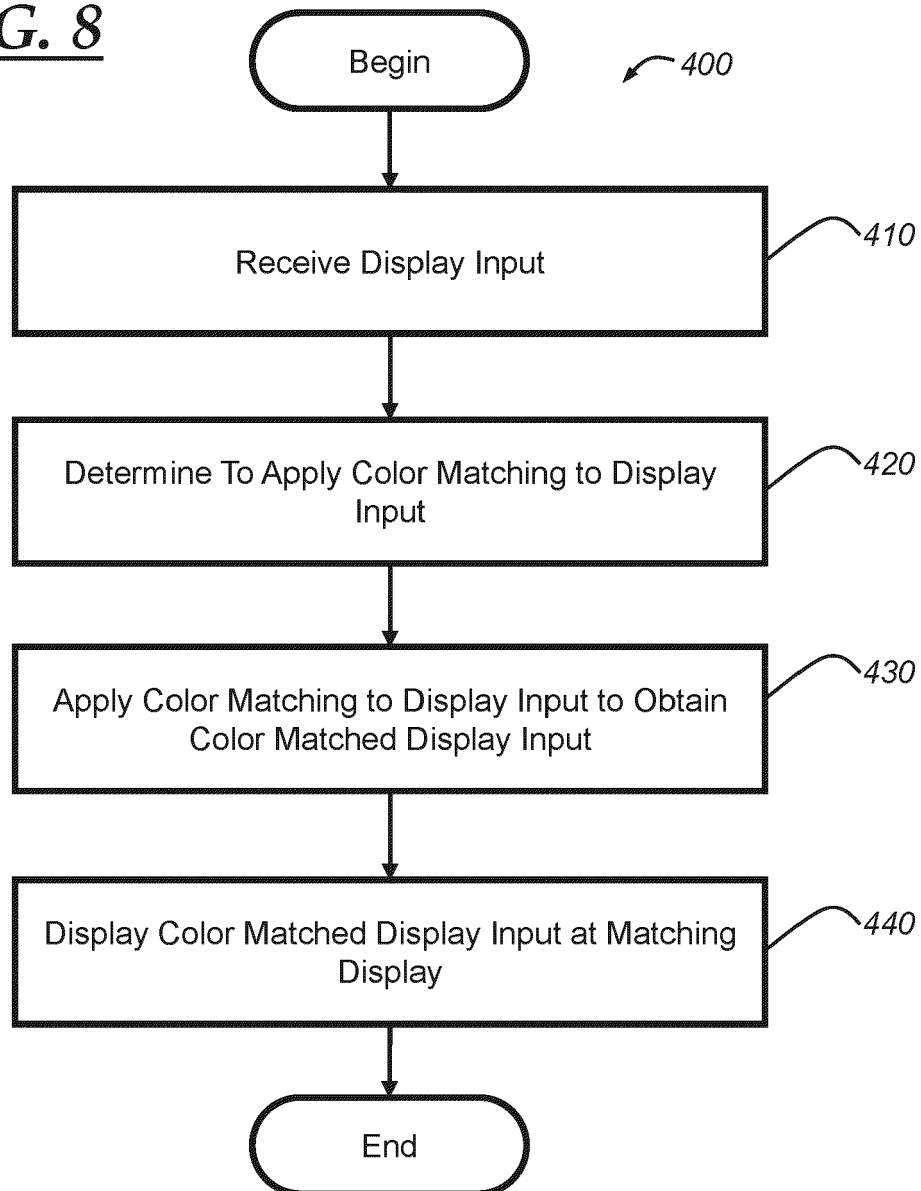 G. 8
Begin
400
Receive Display Input
410
Determine To Apply Color Matching to Display
Input
420
Apply Color Matching to Display Input to Obtain
Color Matched Display Input
430
Display Color Matched Display Input at Matching
Display
440
End